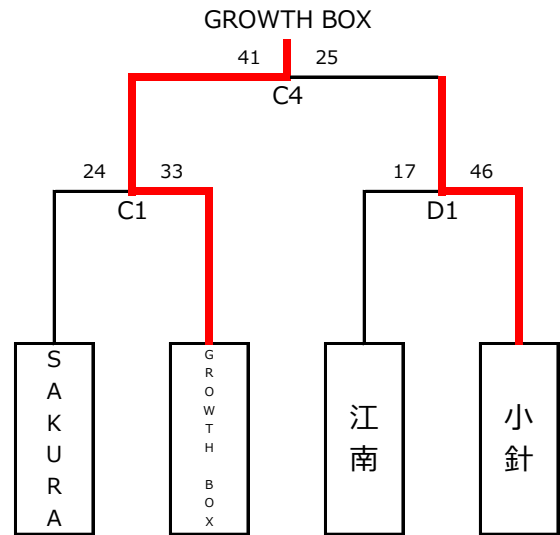 GROWTH BOX
41 25
C4
24 33 17 46
C1 D1
SAKURA
GROWTH BOX
江南
小針